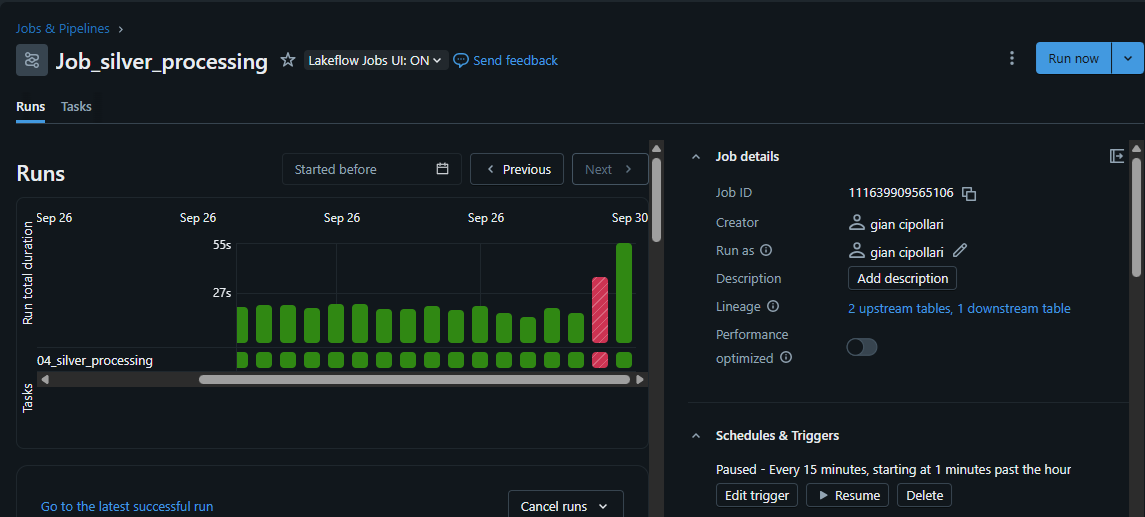 Jobs & Pipelines
Job_silver_processing
Lakeflow Jobs UI: ON
Send feedback
Run now
Runs
Tasks
Runs
Started before
Previous
Next
Sep 26
Sep 26
Sep 26
Sep 26
Sep 30
Run total duration
55s
27s
04_silver_processing
Tasks
Go to the latest successful run
Cancel runs
Job details
Job ID
111639909565106
Creator
gian cipollari
Run as
gian cipollari
Description
Add description
Lineage
2 upstream tables, 1 downstream table
Performance
optimized
Schedules & Triggers
Paused - Every 15 minutes, starting at 1 minutes past the hour
Edit trigger
Resume
Delete